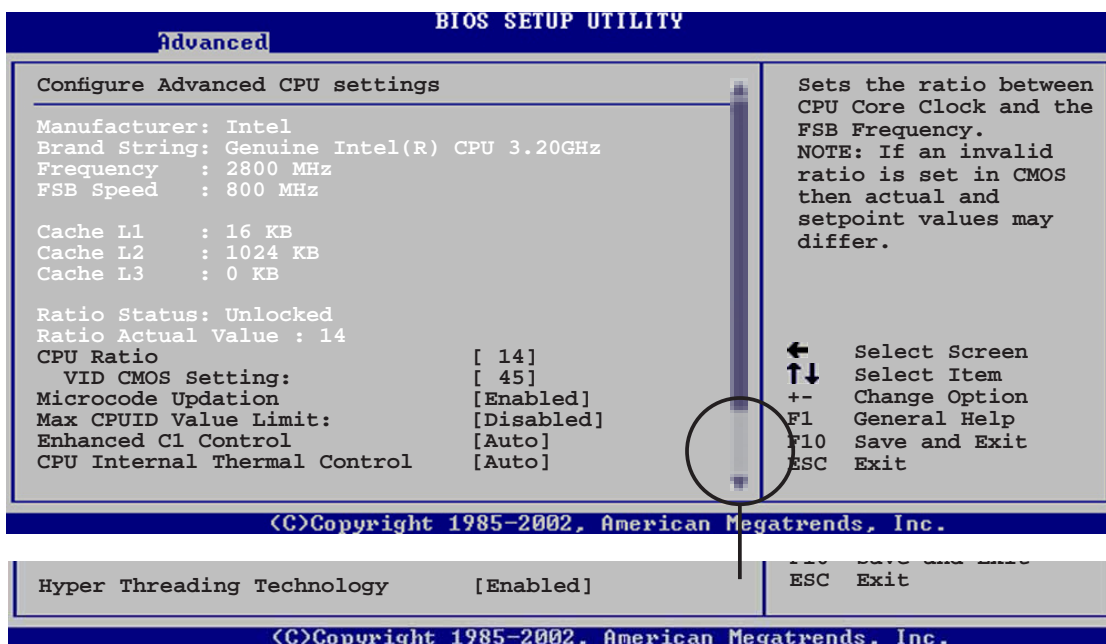 BIOS SETUP UTILITY
Advanced
Configure Advanced CPU settings
Manufacturer: Intel
Brand String: Genuine Intel(R) CPU 3.20GHz
Frequency : 2800 MHz
FSB Speed : 800 MHz
Cache L1 : 16 KB
Cache L2 : 1024 KB
Cache L3 : 0 KB
Ratio Status: Unlocked
Ratio Actual Value : 14
CPU Ratio [ 14]
VID CMOS Setting: [ 45]
Microcode Updation [Enabled]
Max CPUID Value Limit: [Disabled]
Enhanced C1 Control [Auto]
CPU Internal Thermal Control [Auto]
Sets the ratio between
CPU Core Clock and the
FSB Frequency.
NOTE: If an invalid
ratio is set in CMOS
then actual and
setpoint values may
differ.
Select Screen
Select Item
+- Change Option
F1 General Help
F10 Save and Exit
ESC Exit
(C)Copyright 1985-2002, American Megatrends, Inc.
Hyper Threading Technology [Enabled]
F10 Save and Exit
ESC Exit
(C)Copyright 1985-2002, American Megatrends, Inc.